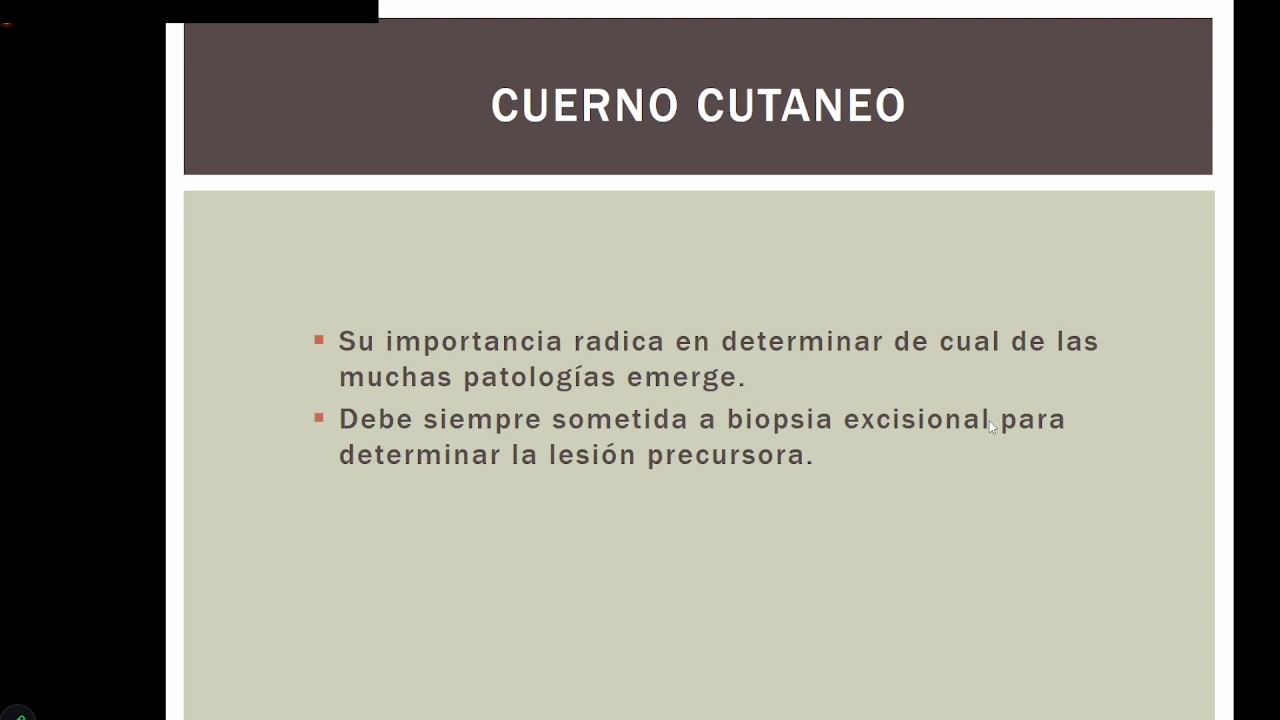 CUERNO CUTANEO
Su importancia radica en determinar de cual de las
muchas patologías emerge.
Debe siempre sometida a biopsia excisional para
determinar la lesión precursora.